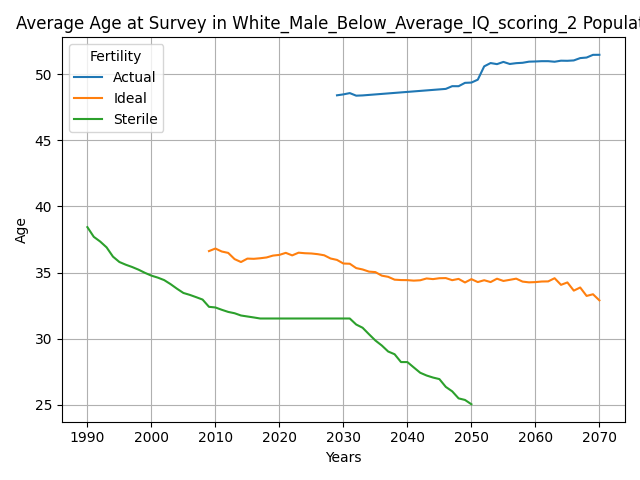 Average Age at Survey in White_Male_Below_Average_IQ_scoring_2 Populat
Fertility
Actual
Ideal
Sterile
50
45
40
35
30
25
Age
1990 2000 2010 2020 2030 2040 2050 2060 2070
Years